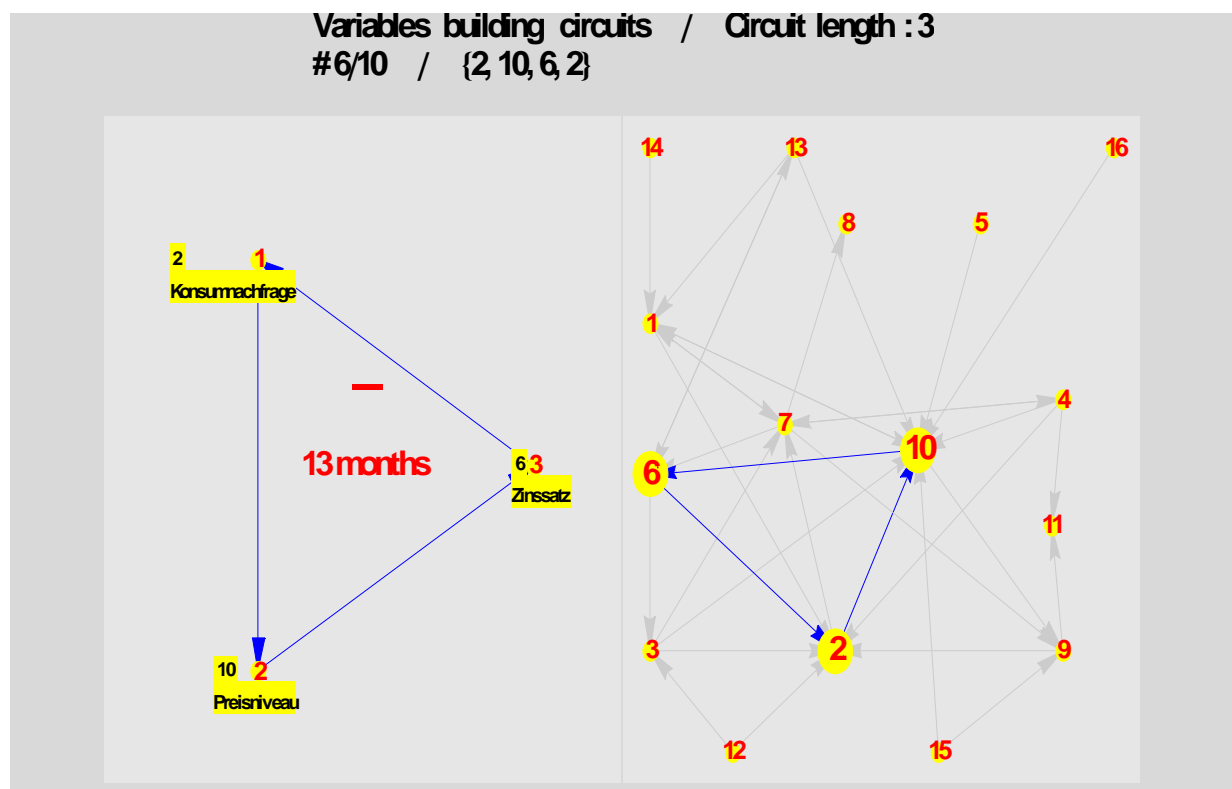 Variables building circuits / Circuit length : 3
# 6/10 / {2, 10, 6, 2}
2 1
Konsumnachfrage
13 months
6 3
Zinssatz
10 2
Preisniveau
14 13 16
8 5
1
4
7
10
6
11
3 2 9
12 15